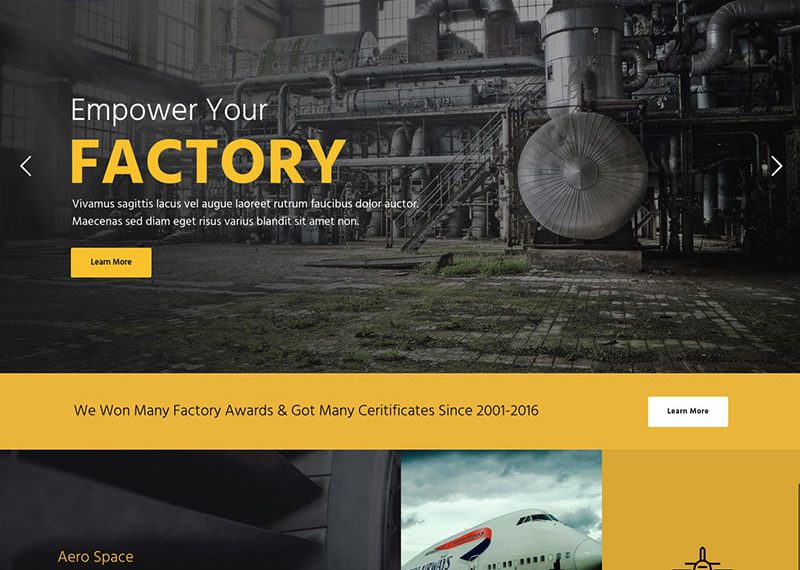 Empower Your
FACTORY
Vivamus sagittis lacus vel augue laoreet rutrum faucibus dolor auctor.
Maecenas sed diam eget risus varius blandit sit amet non.
Learn More
We Won Many Factory Awards & Got Many Ceritificates Since 2001-2016
Learn More
Aero Space
AIRWAYS